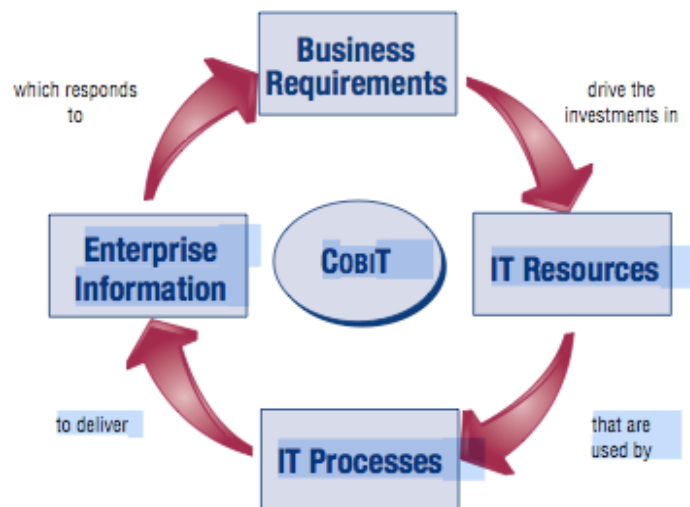 Business
Requirements
which responds
to
drive the
investments in
Enterprise
Information
COBIT
IT Resources
to deliver
IT Processes
that are
used by